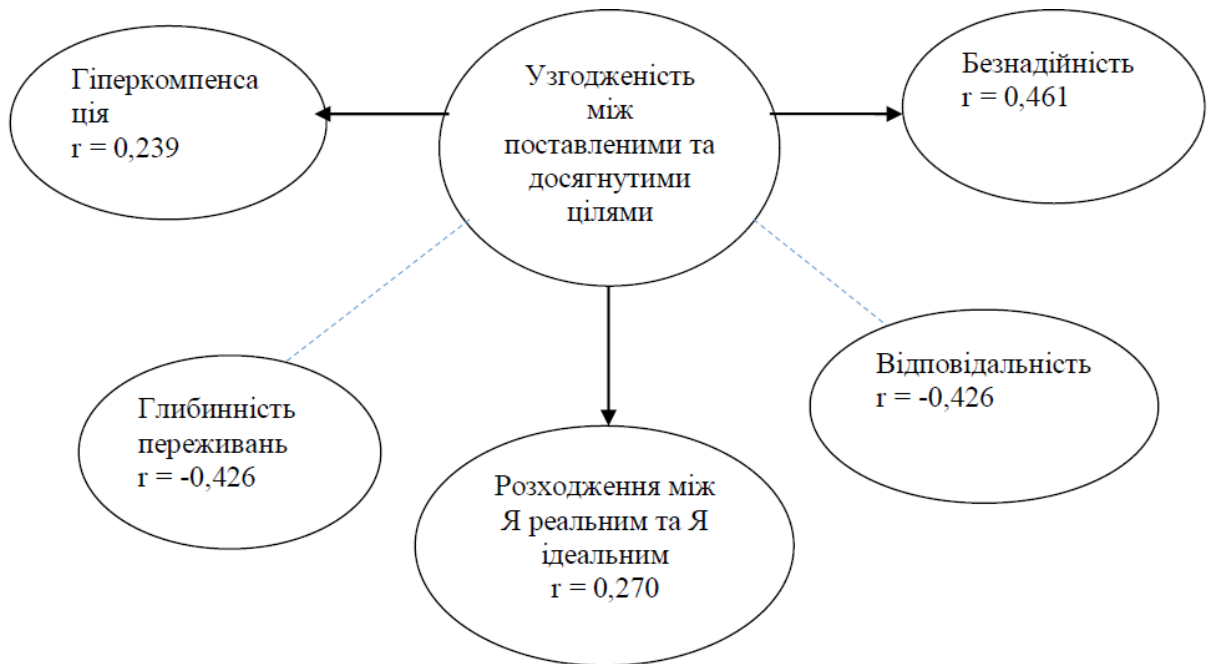 Гіперкомпенса
ція
r = 0,239
Узгодженість
між
поставленими та
досягнутими
цілями
Безнадійність
r = 0,461
Глибинність
переживань
r = -0,426
Розходження між
Я реальним та Я
ідеальним
r = 0,270
Відповідальність
r = -0,426